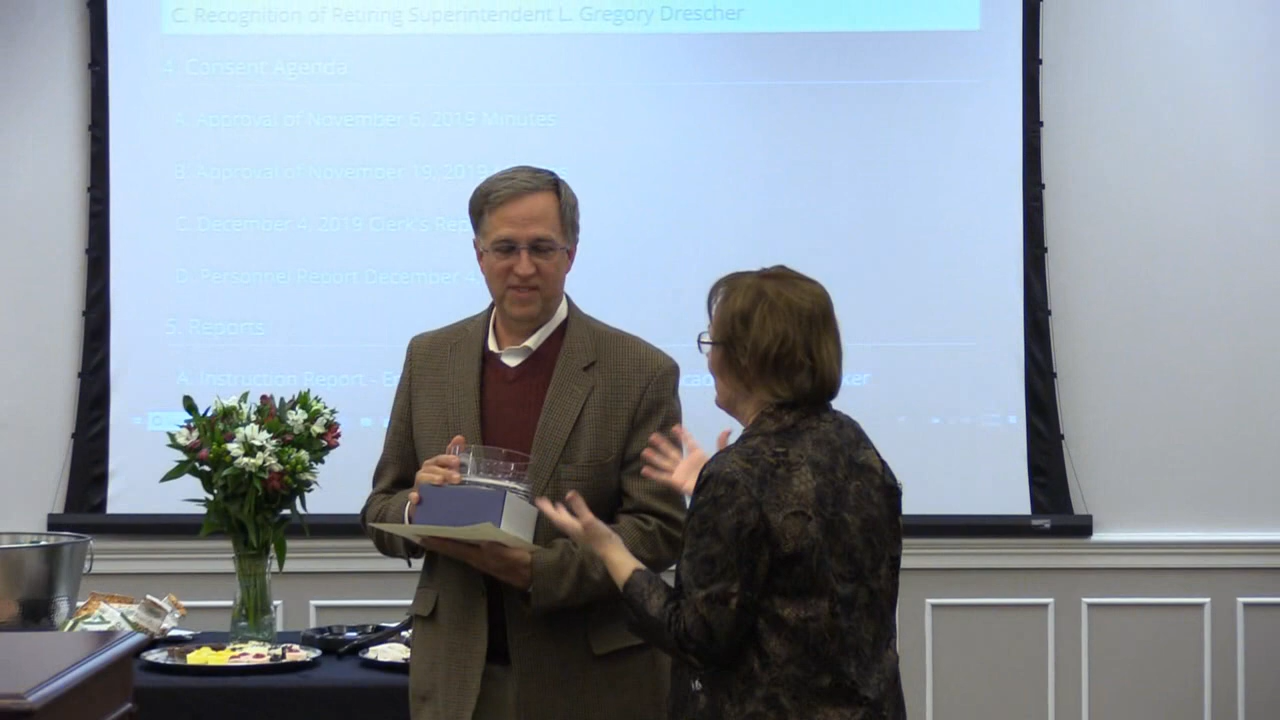 C. Recognition of Retiring Superintendent L. Gregory Drescher
4. Consent Agenda
A. Approval of November 6, 2019 Minutes
B. Approval of November 19, 2019
C. December 4, 2019 Clerk's Rep
D. Personnel Report December 4
5. Reports
A. Instruction Report -